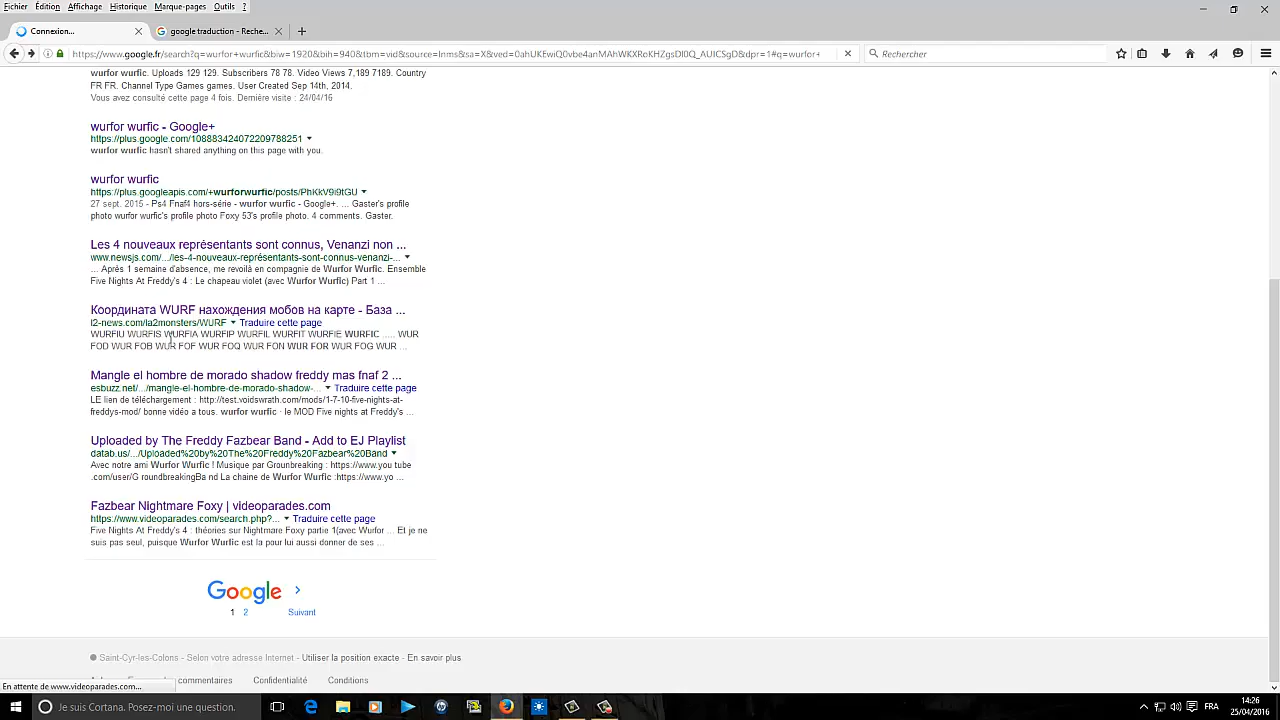 Fichier Édition Affichage Historique Marque-pages Outils ?
Connexion...
google traduction - Reche...
https://www.google.fr/search?q=wurfor+wurfic&biw=1920&bih=940&tbm=vid&source=lnms&sa=X&ved=0ahUKEwiQ0vbe4anMAhWKXRoKHZgsDl0Q_AUICSgD&dpr=1#q=wurfor+
Rechercher
wurfor wurfic. Uploads 129 129. Subscribers 78 78. Video Views 7,189 7189. Country
FR FR. Channel Type Games games. User Created Sep 14th, 2014.
Vous avez consulté cette page 4 fois. Dernière visite : 24/04/16
wurfor wurfic - Google+
https://plus.google.com/108883424072209788251
wurfor wurfic hasn't shared anything on this page with you.
wurfor wurfic
https://plus.googleapis.com/+wurforwurfic/posts/PhKkV9i9tGU
27 sept. 2015 - Ps4 Fnaf4 hors-série - wurfor wurfic - Google+. ... Gaster's profile
photo wurfor wurfic's profile photo Foxy 53's profile photo. 4 comments. Gaster.
Les 4 nouveaux représentants sont connus, Venanzi non ...
www.newsjs.com/.../les-4-nouveaux-représentants-sont-connus-venanzi-...
... Après 1 semaine d'absence, me revoilà en compagnie de Wurfor Wurfic. Ensemble
Five Nights At Freddy's 4 : Le chapeau violet (avec Wurfor Wurfic) Part 1 ...
Координата WURF нахождения мобов на карте - База ...
l2-news.com/la2monsters/WURF Traduire cette page
WURFIU WURFIS WURFIA WURFIP WURFIL WURFIT WURFIE WURFIC ..... WUR
FOD WUR FOB WUR FOF WUR FOQ WUR FON WUR FOR WUR FOG WUR ...
Mangle el hombre de morado shadow freddy mas fnaf 2 ...
esbuzz.net/.../mangle-el-hombre-de-morado-shadow-... Traduire cette page
LE lien de téléchargement : http://test.voidswrath.com/mods/1-7-10-five-nights-at-
freddys-mod/ bonne vidéo a tous. wurfor wurfic · le MOD Five nights at Freddy's ...
Uploaded by The Freddy Fazbear Band - Add to EJ Playlist
datab.us/.../Uploaded%20by%20The%20Freddy%20Fazbear%20Band
Avec notre ami Wurfor Wurfic ! Musique par Grounbreaking : https://www.you tube
.com/user/G roundbreakingBa nd La chaine de Wurfor Wurfic :https://www.yo ...
Fazbear Nightmare Foxy | videoparades.com
https://www.videoparades.com/search.php?... Traduire cette page
Five Nights At Freddy's 4 : théories sur Nightmare Foxy partie 1(avec Wurfor ... Et je ne
suis pas seul, puisque Wurfor Wurfic est la pour lui aussi donner de ses ...
Google
1 2 Suivant
Saint-Cyr-les-Colons - Selon votre adresse Internet - Utiliser la position exacte - En savoir plus
commentaires Confidentialité Conditions
En attente de www.videoparades.com...
Je suis Cortana. Posez-moi une question.
FRA
14:26
25/04/2016